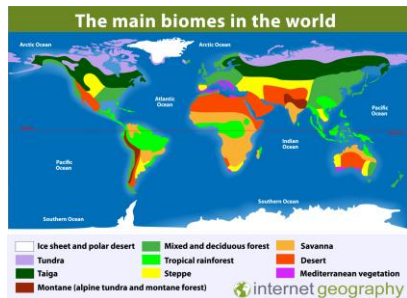 The main biomes in the world
Arctic Ocean
Arctic Ocean
Atlantic Ocean
Pacific Ocean
Indian Ocean
Pacific Ocean
Southern Ocean
Southern Ocean
Ice sheet and polar desert
Mixed and deciduous forest
Savanna
Tundra
Tropical rainforest
Desert
Taiga
Steppe
Mediterranean vegetation
Montane (alpine tundra and montane forest)
internet geography